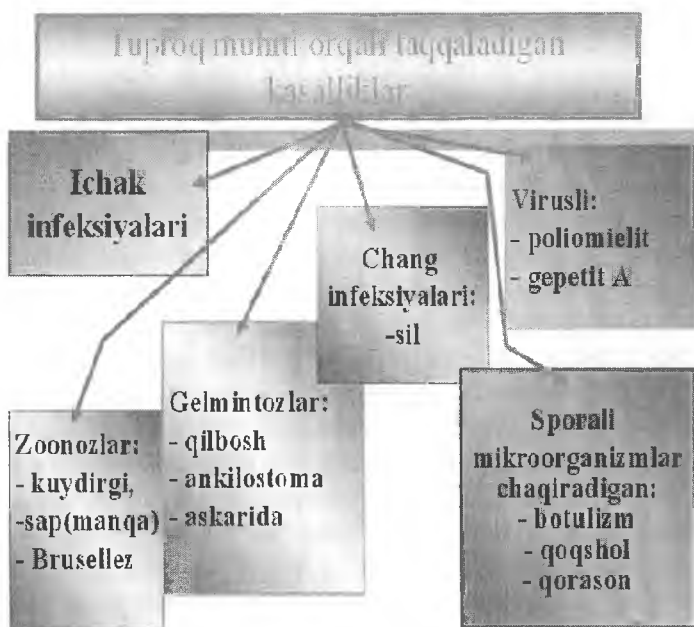 Tuproq muhiti orqali taqqaladigan
kasalliklar
Ichak
infeksiyalari
Virusli:
- poliomielit
- gepetit A
Chang
infeksiyalari:
-sil
Gelmintozlar:
- qilbosh
- ankilostoma
- askarida
Zoonozlar:
- kuydirgi,
-sap(manqa)
- Brusellez
Sporali
mikroorganizmlar
chaqiradigan:
- botulizm
- qoqshol
- qorason